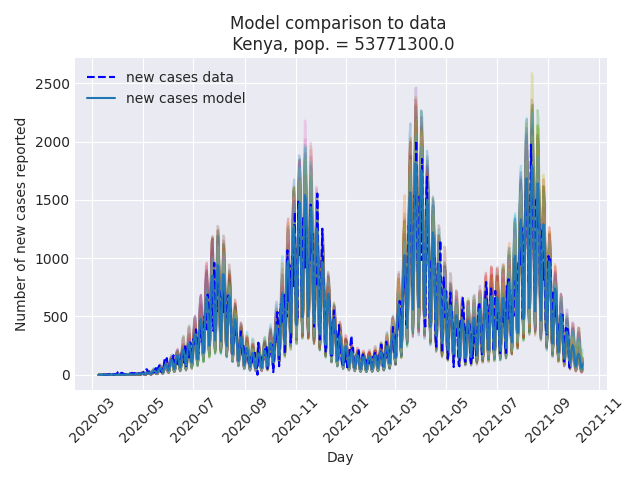 Model comparison to data
Kenya, pop. = 53771300.0
new cases data
new cases model
Number of new cases reported
2500
2000
1500
1000
500
0
2020-03
2020-05
2020-07
2020-09
2020-11
2021-01
2021-03
2021-05
2021-07
2021-09
2021-11
Day